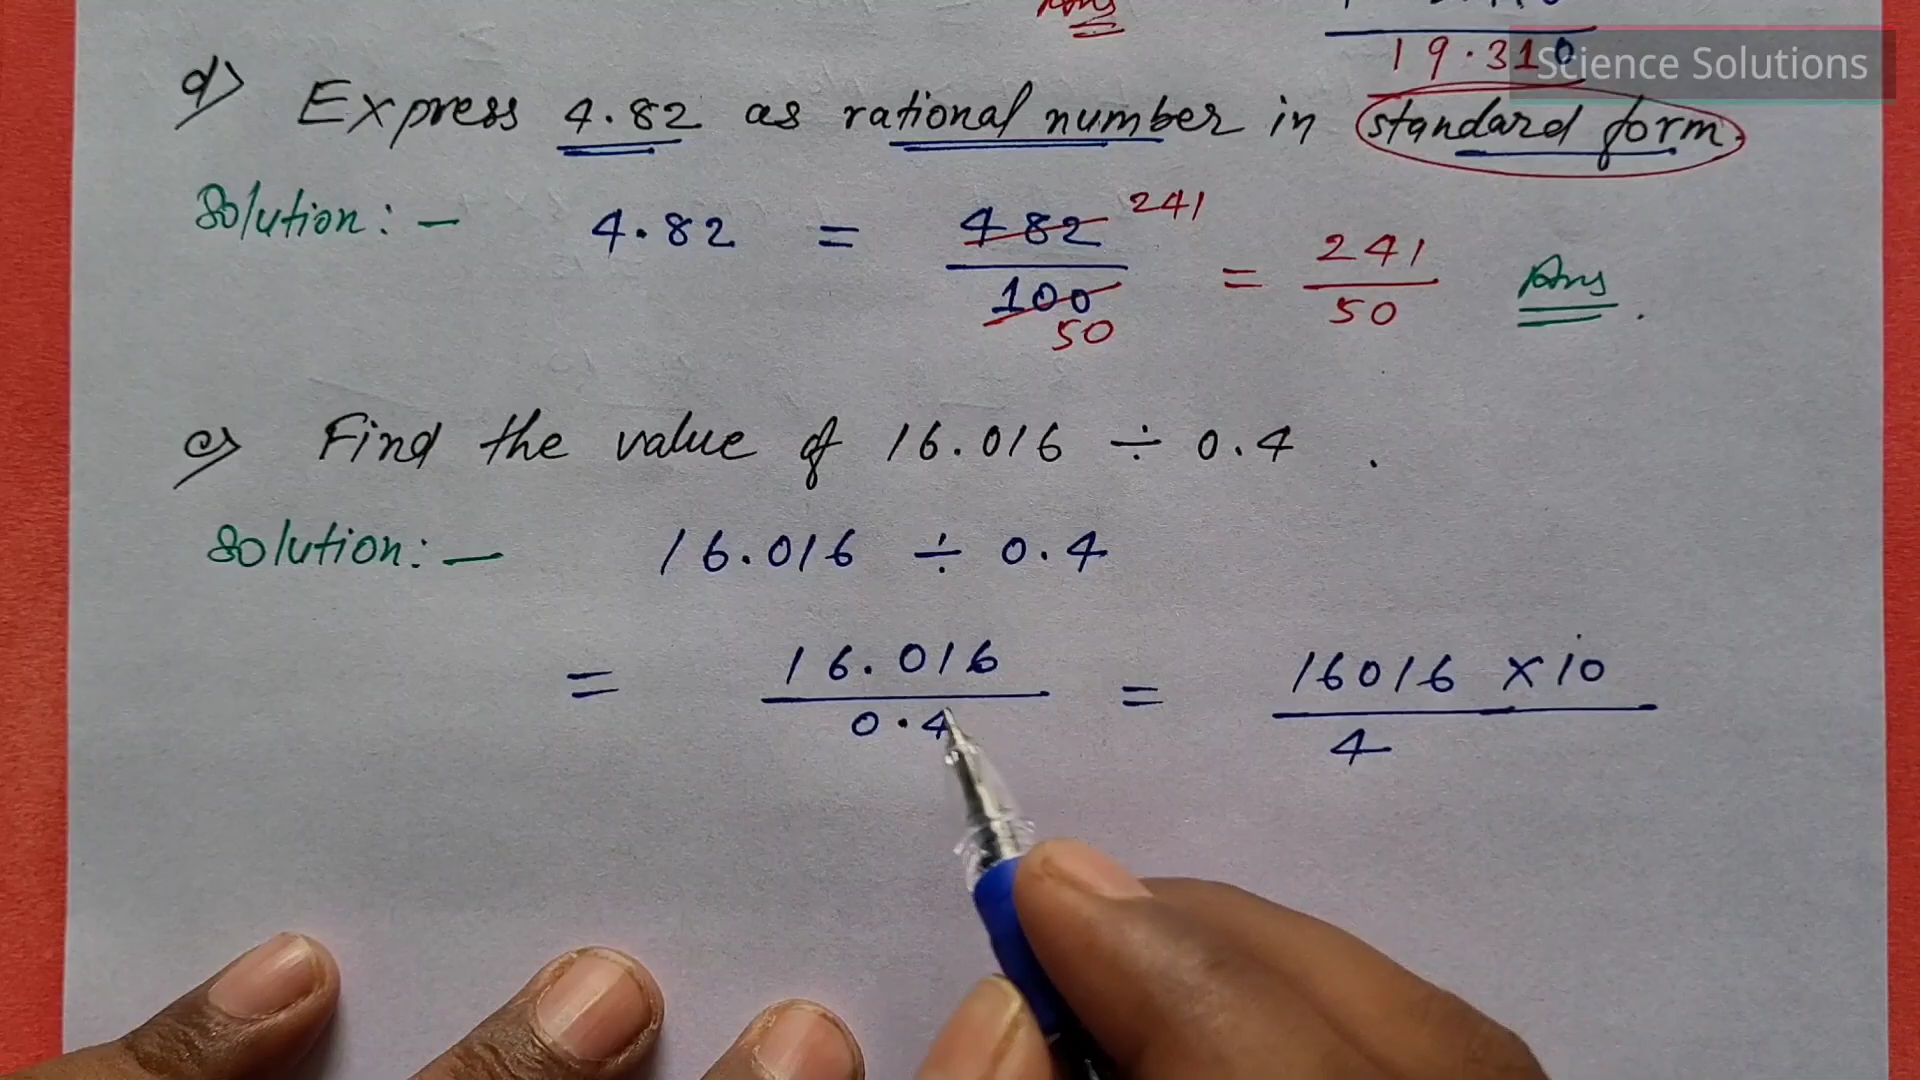 Ans
19.310
Science Solutions
d) Express 4.82 as rational number in standard form.
Solution:- 4.82 = 482/100 = 241/50 Ans.
241
50
e) Find the value of 16.016 ÷ 0.4 .
Solution:- 16.016 ÷ 0.4
= 16.016/0.4 = 16016 × 10/4